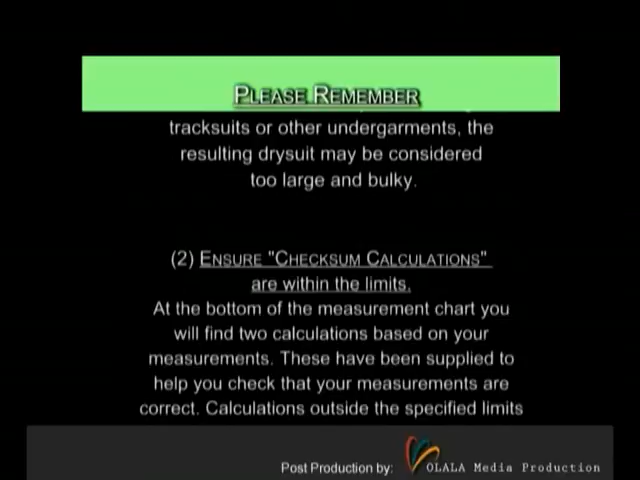 PLEASE REMEMBER
tracksuits or other undergarments, the
resulting drysuit may be considered
too large and bulky.
(2) ENSURE "CHECKSUM CALCULATIONS"
are within the limits.
At the bottom of the measurement chart you
will find two calculations based on your
measurements. These have been supplied to
help you check that your measurements are
correct. Calculations outside the specified limits
Post Production by: OLALA Media Production